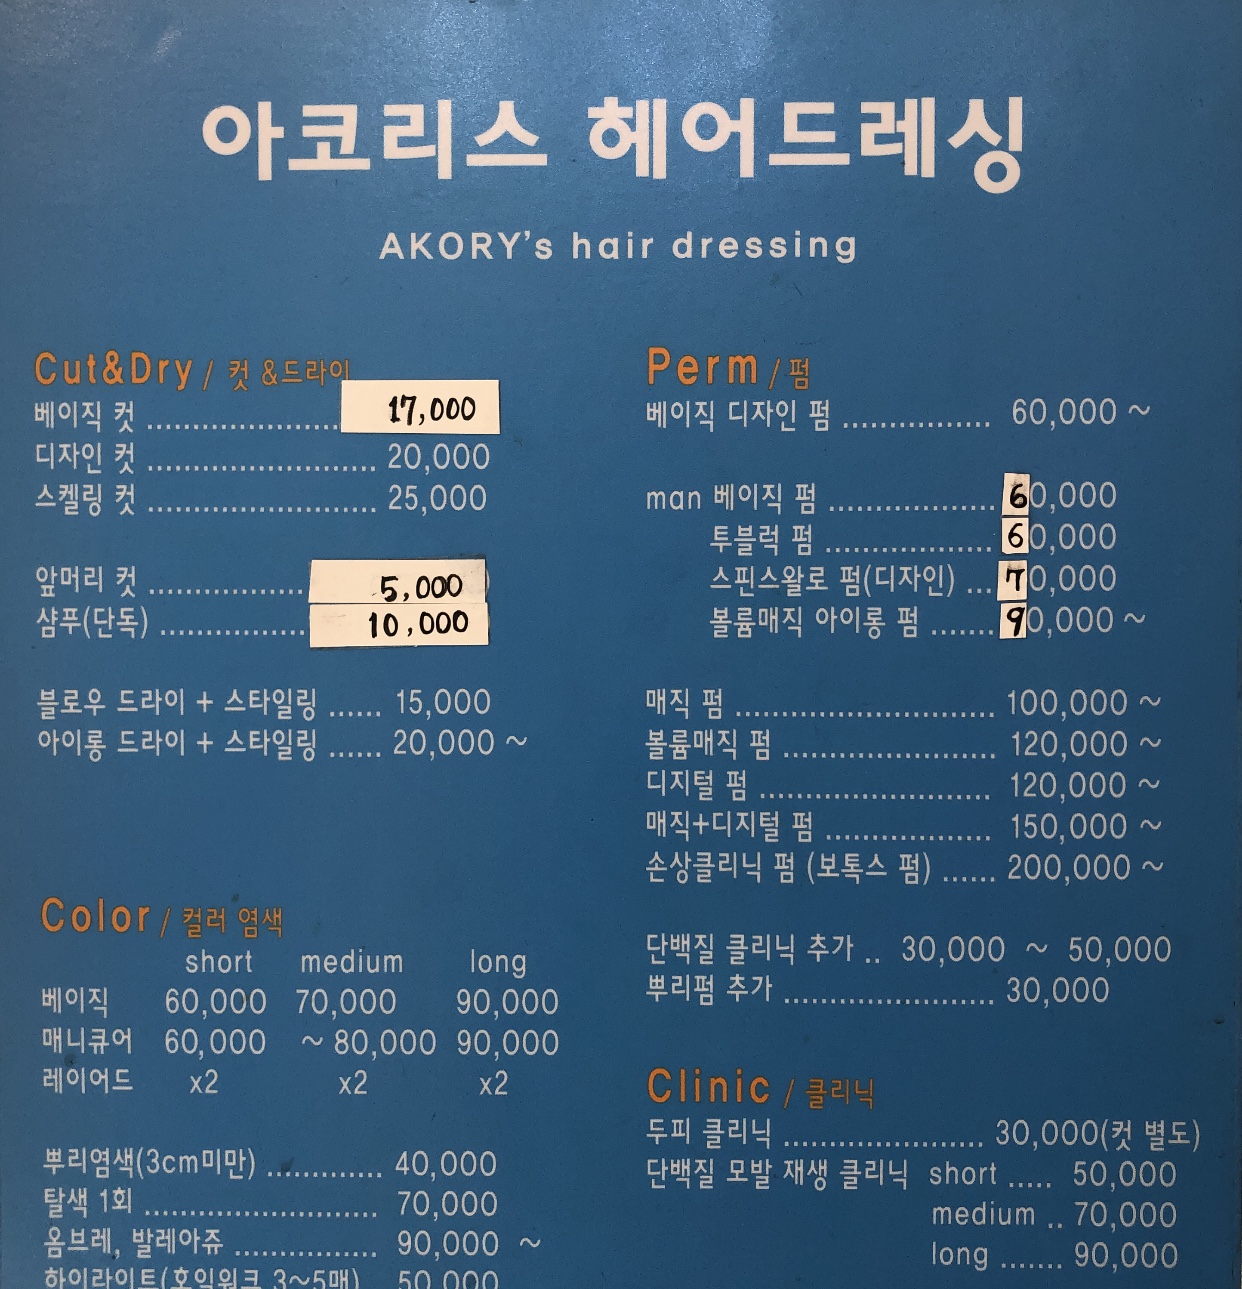 아코리스 헤어드레싱
AKORY's hair dressing
Cut&Dry / 컷 &드라이
베이직 컷 ..................... 17,000
디자인 컷 ......................... 20,000
스켈링 컷 ......................... 25,000
앞머리 컷 .............. 5,000
샴푸(단독) ................ 10,000
블로우 드라이 + 스타일링 ...... 15,000
아이롱 드라이 + 스타일링 ...... 20,000 ~
Color / 컬러 염색
short medium long
베이직 60,000 70,000 90,000
매니큐어 60,000 ~ 80,000 90,000
레이어드 x2 x2 x2
뿌리염색(3cm미만) ............. 40,000
탈색 1회 .......................... 70,000
옴브레, 발레아쥬 ................ 90,000 ~
하이라이트(호일워크 3~5매) 50,000
Perm / 펌
베이직 디자인 펌 ................ 60,000 ~
man 베이직 펌 .................. 60,000
투블럭 펌 .................. 60,000
스핀스왈로 펌(디자인) ... 70,000
볼륨매직 아이롱 펌 ....... 90,000 ~
매직 펌 ............................ 100,000 ~
볼륨매직 펌 ....................... 120,000 ~
디지털 펌 ......................... 120,000 ~
매직+디지털 펌 .................. 150,000 ~
손상클리닉 펌 (보톡스 펌) ...... 200,000 ~
단백질 클리닉 추가 .. 30,000 ~ 50,000
뿌리펌 추가 ....................... 30,000
Clinic / 클리닉
두피 클리닉 ...................... 30,000(컷 별도)
단백질 모발 재생 클리닉 short ..... 50,000
medium .. 70,000
long ....... 90,000